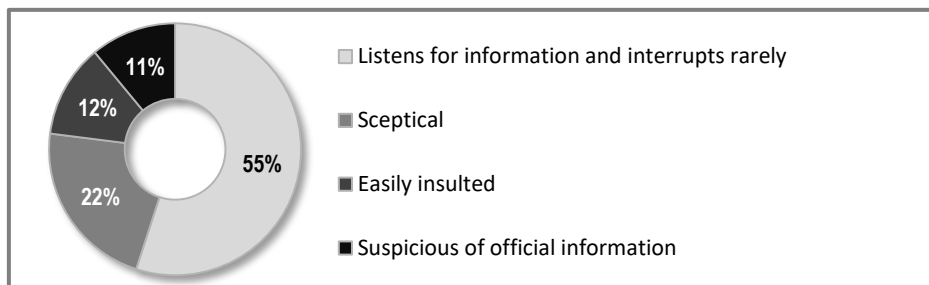 11%
12%
22%
55%
Listens for information and interrupts rarely
Sceptical
Easily insulted
Suspicious of official information